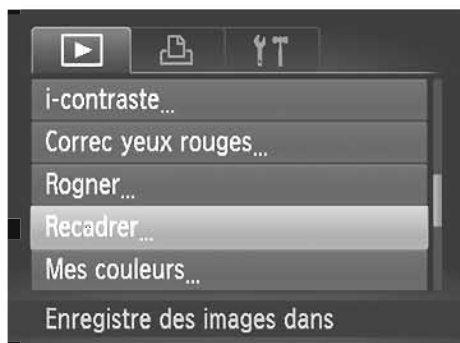 i-contraste...
Correc yeux rouges...
Rogner...
Recadrer...
Mes couleurs...
Enregistre des images dans